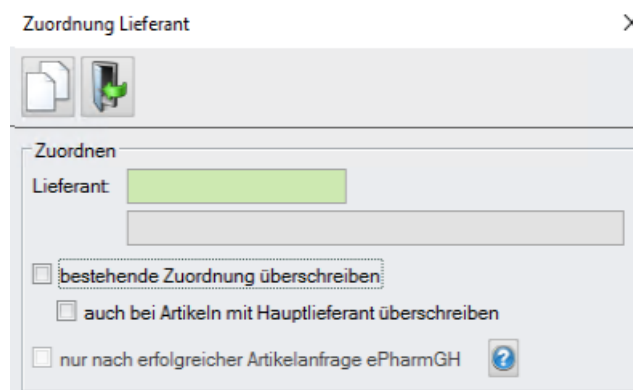 Zuordnung Lieferant
Zuordnen
Lieferant:
bestehende Zuordnung überschreiben
auch bei Artikeln mit Hauptlieferant überschreiben
nur nach erfolgreicher Artikelanfrage ePharmGH